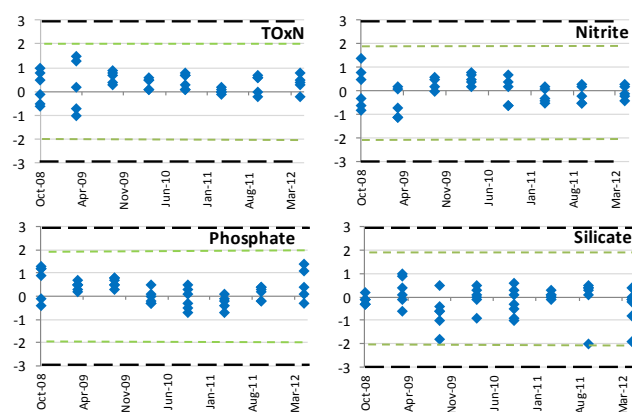 TOxN
3
2
1
0
-1
-2
-3
Oct-08
Apr-09
Nov-09
Jun-10
Jan-11
Aug-11
Mar-12
Nitrite
3
2
1
0
-1
-2
-3
Oct-08
Apr-09
Nov-09
Jun-10
Jan-11
Aug-11
Mar-12
Phosphate
3
2
1
0
-1
-2
-3
Oct-08
Apr-09
Nov-09
Jun-10
Jan-11
Aug-11
Mar-12
Silicate
3
2
1
0
-1
-2
-3
Oct-08
Apr-09
Nov-09
Jun-10
Jan-11
Aug-11
Mar-12